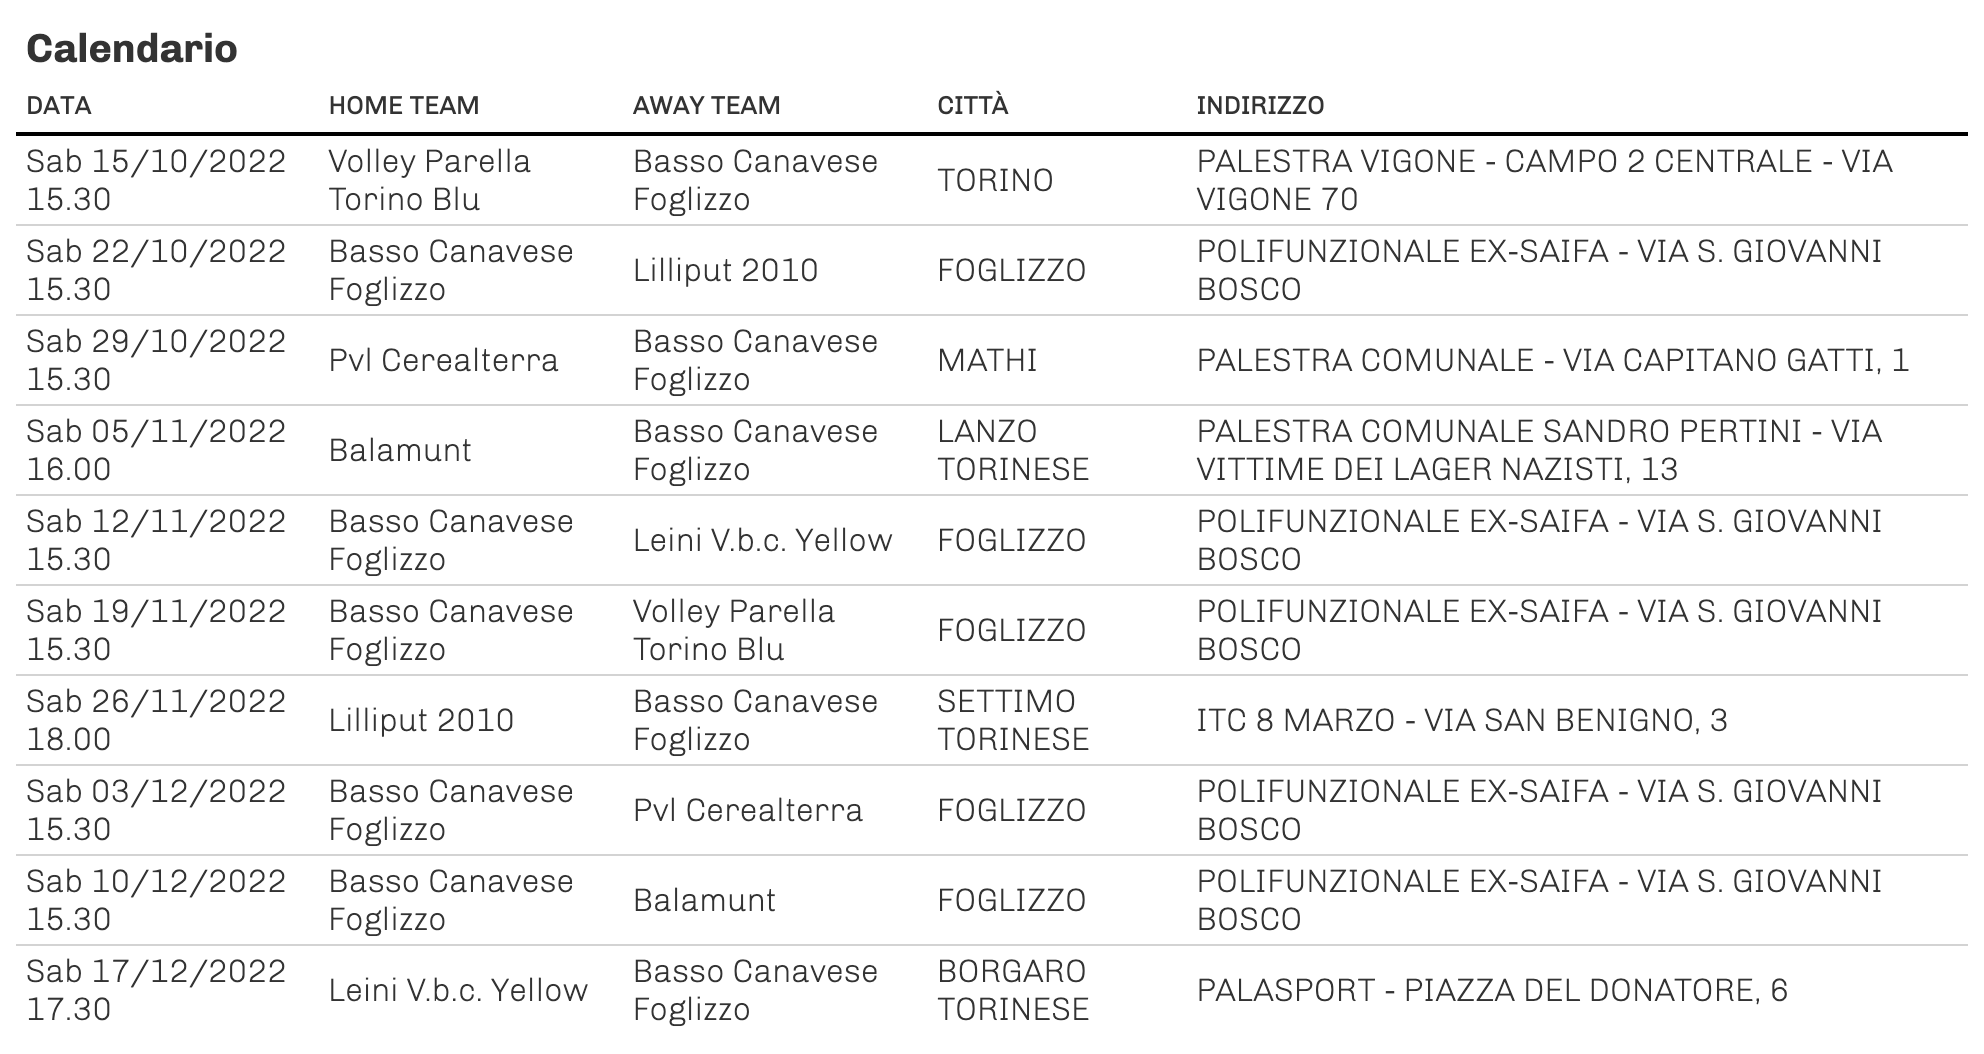 Calendario
DATA HOME TEAM AWAY TEAM CITTÀ INDIRIZZO
Sab 15/10/2022 Volley Parella Basso Canavese TORINO PALESTRA VIGONE - CAMPO 2 CENTRALE - VIA
15.30 Torino Blu Foglizzo VIGONE 70
Sab 22/10/2022 Basso Canavese Lilliput 2010 FOGLIZZO POLIFUNZIONALE EX-SAIFA - VIA S. GIOVANNI
15.30 Foglizzo BOSCO
Sab 29/10/2022 Pvl Cerealterra Basso Canavese MATHI PALESTRA COMUNALE - VIA CAPITANO GATTI, 1
15.30 Foglizzo
Sab 05/11/2022 Balamunt Basso Canavese LANZO PALESTRA COMUNALE SANDRO PERTINI - VIA
16.00 Foglizzo TORINESE VITTIME DEI LAGER NAZISTI, 13
Sab 12/11/2022 Basso Canavese Leini V.b.c. Yellow FOGLIZZO POLIFUNZIONALE EX-SAIFA - VIA S. GIOVANNI
15.30 Foglizzo BOSCO
Sab 19/11/2022 Basso Canavese Volley Parella FOGLIZZO POLIFUNZIONALE EX-SAIFA - VIA S. GIOVANNI
15.30 Foglizzo Torino Blu BOSCO
Sab 26/11/2022 Lilliput 2010 Basso Canavese SETTIMO ITC 8 MARZO - VIA SAN BENIGNO, 3
18.00 Foglizzo TORINESE
Sab 03/12/2022 Basso Canavese Pvl Cerealterra FOGLIZZO POLIFUNZIONALE EX-SAIFA - VIA S. GIOVANNI
15.30 Foglizzo BOSCO
Sab 10/12/2022 Basso Canavese Balamunt FOGLIZZO POLIFUNZIONALE EX-SAIFA - VIA S. GIOVANNI
15.30 Foglizzo BOSCO
Sab 17/12/2022 Leini V.b.c. Yellow Basso Canavese BORGARO PALASPORT - PIAZZA DEL DONATORE, 6
17.30 Foglizzo TORINESE